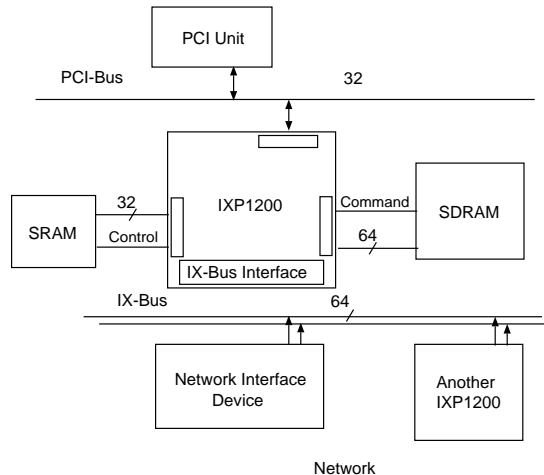 PCI Unit
PCI-Bus
32
IXP1200
32
SRAM
Control
Command
SDRAM
64
IX-Bus Interface
IX-Bus
64
Network Interface
Device
Another
IXP1200
Network